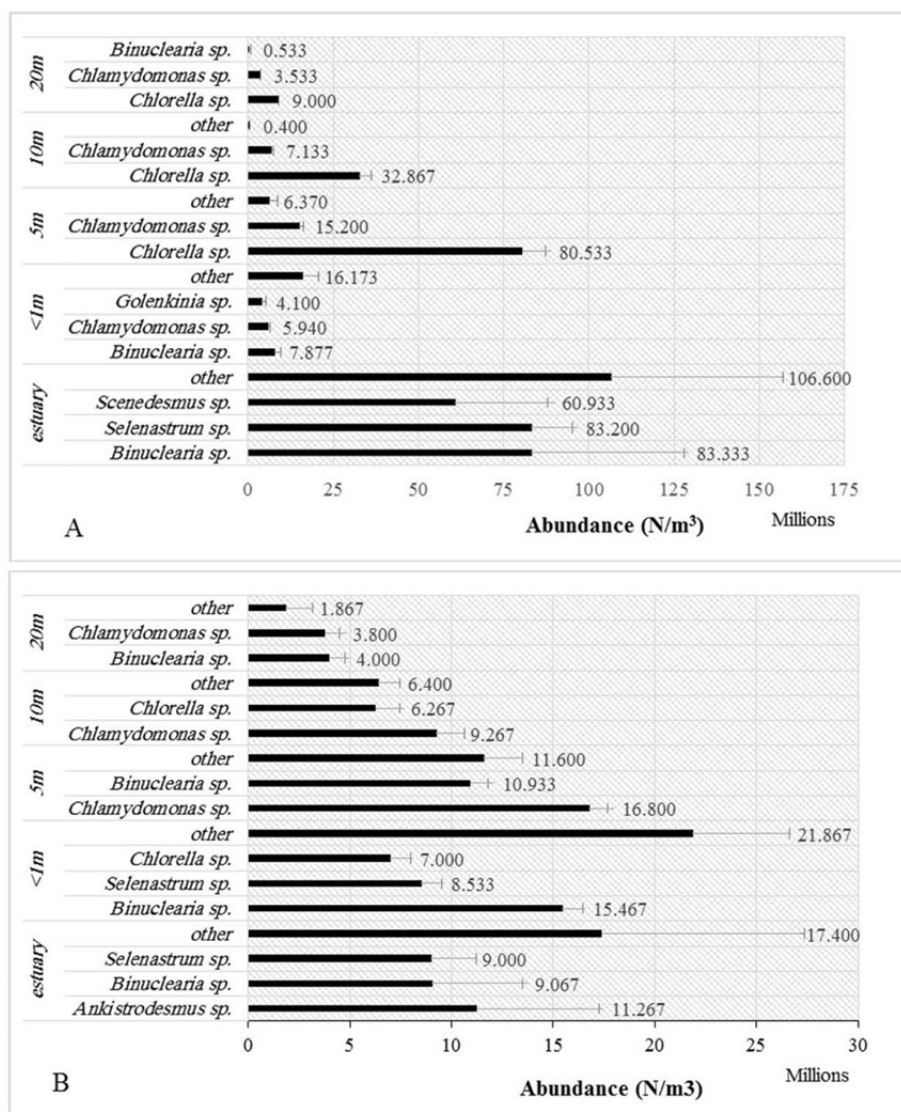 20m
Binuclearia sp. 0.533
Chlamydomonas sp. 3.533
Chlorella sp. 9.000
10m
other 0.400
Chlamydomonas sp. 7.133
Chlorella sp. 32.867
5m
other 6.370
Chlamydomonas sp. 15.200
Chlorella sp. 80.533
<1m
other 16.173
Golenkinia sp. 4.100
Chlamydomonas sp. 5.940
Binuclearia sp. 7.877
estuary
other 106.600
Scenedesmus sp. 60.933
Selenastrum sp. 83.200
Binuclearia sp. 83.333
0 25 50 75 100 125 150 175
A Abundance (N/m³) Millions
20m
other 1.867
Chlamydomonas sp. 3.800
Binuclearia sp. 4.000
10m
other 6.400
Chlorella sp. 6.267
Chlamydomonas sp. 9.267
5m
other 11.600
Binuclearia sp. 10.933
Chlamydomonas sp. 16.800
<1m
other 21.867
Chlorella sp. 7.000
Selenastrum sp. 8.533
Binuclearia sp. 15.467
estuary
other 17.400
Selenastrum sp. 9.000
Binuclearia sp. 9.067
Ankistrodesmus sp. 11.267
0 5 10 15 20 25 30
B Abundance (N/m3) Millions